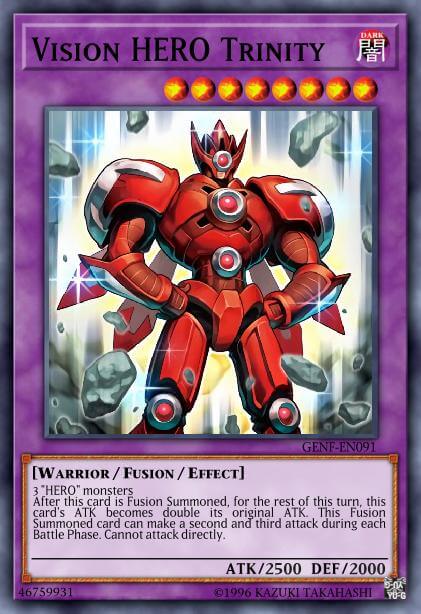 Vision HERO Trinity
DARK
闇
GENF-EN091
[Warrior / Fusion / Effect]
3 "HERO" monsters
After this card is Fusion Summoned, for the rest of this turn, this
card's ATK becomes double its original ATK. This Fusion
Summoned card can make a second and third attack during each
Battle Phase. Cannot attack directly.
ATK/2500 DEF/2000
46759931
©1996 KAZUKI TAKAHASHI